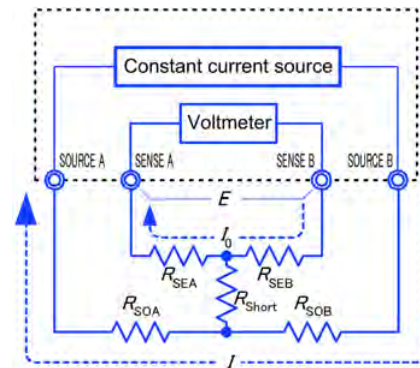 Constant current source
Voltmeter
SOURCE A
SENSE A
SENSE B
SOURCE B
E
I0
RSEA
RSEB
RShort
RSOA
RSOB
I